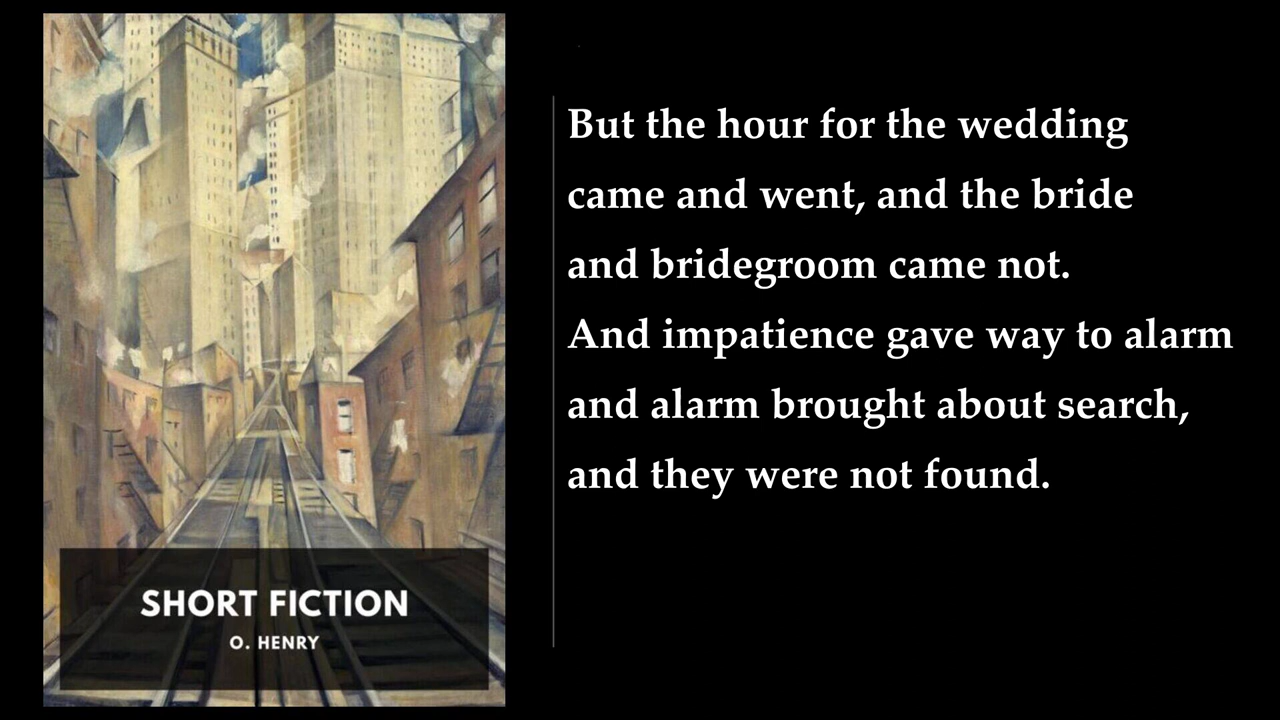 SHORT FICTION
O. HENRY
But the hour for the wedding
came and went, and the bride
and bridegroom came not.
And impatience gave way to alarm
and alarm brought about search,
and they were not found.